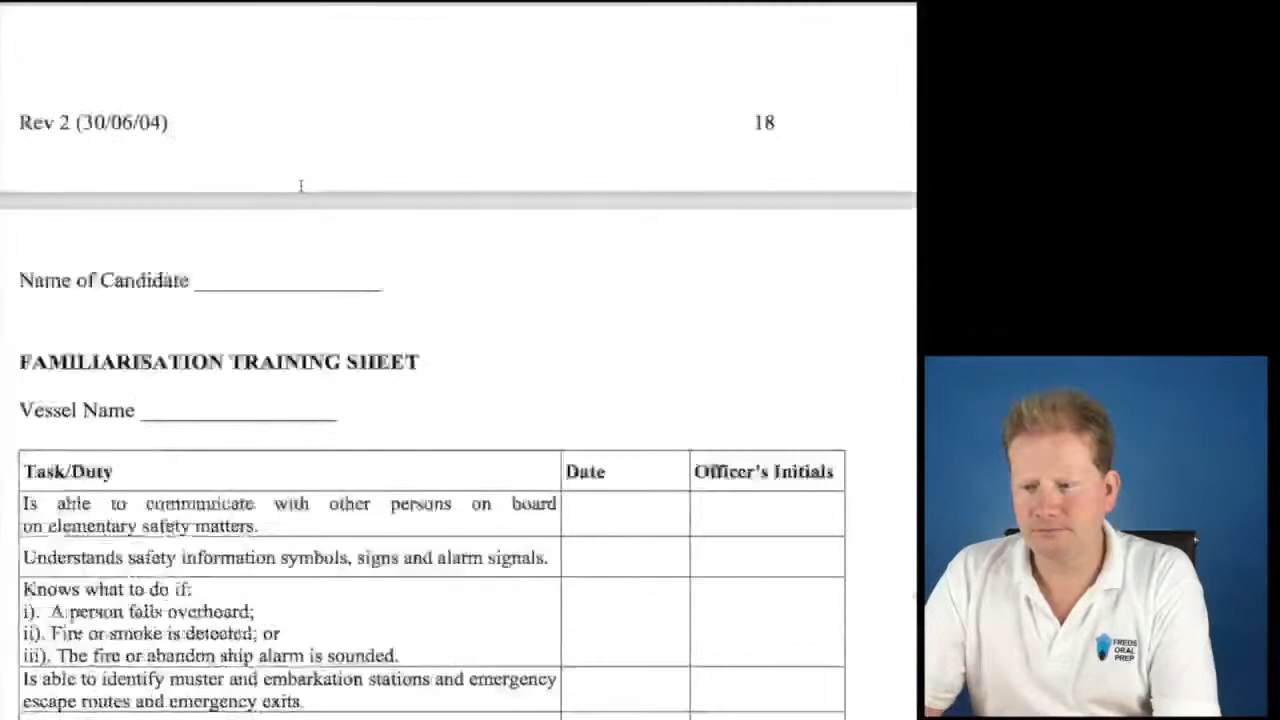 Rev 2 (30/06/04) 18
Name of Candidate
FAMILIARISATION TRAINING SHEET
Vessel Name
Task/Duty Date Officer's Initials
Is able to communicate with other persons on board
on elementary safety matters.
Understands safety information symbols, signs and alarm signals.
Knows what to do if:
i). A person falls overboard;
ii). Fire or smoke is detected; or
iii). The fire or abandon ship alarm is sounded.
Is able to identify muster and embarkation stations and emergency
escape routes and emergency exits.
FREDS
ORAL
PREP